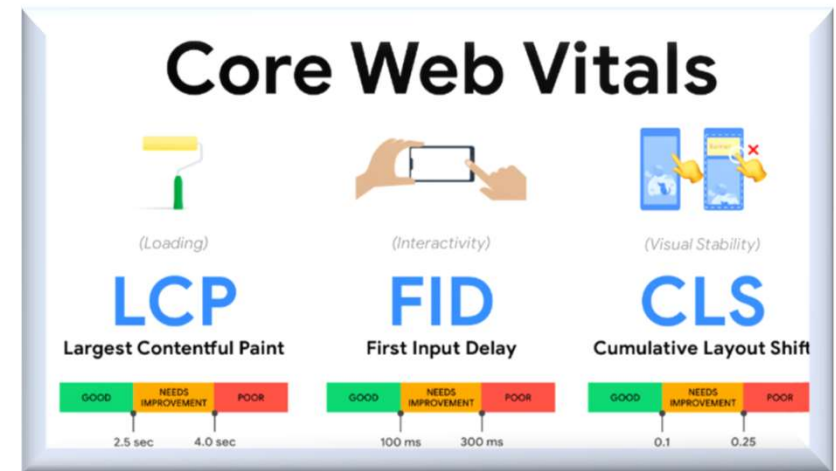 Core Web Vitals
(Loading)
LCP
Largest Contentful Paint
GOOD
NEEDS
IMPROVEMENT
POOR
2.5 sec
4.0 sec
(Interactivity)
FID
First Input Delay
GOOD
NEEDS
IMPROVEMENT
POOR
100 ms
300 ms
(Visual Stability)
CLS
Cumulative Layout Shift
GOOD
NEEDS
IMPROVEMENT
POOR
0.1
0.25